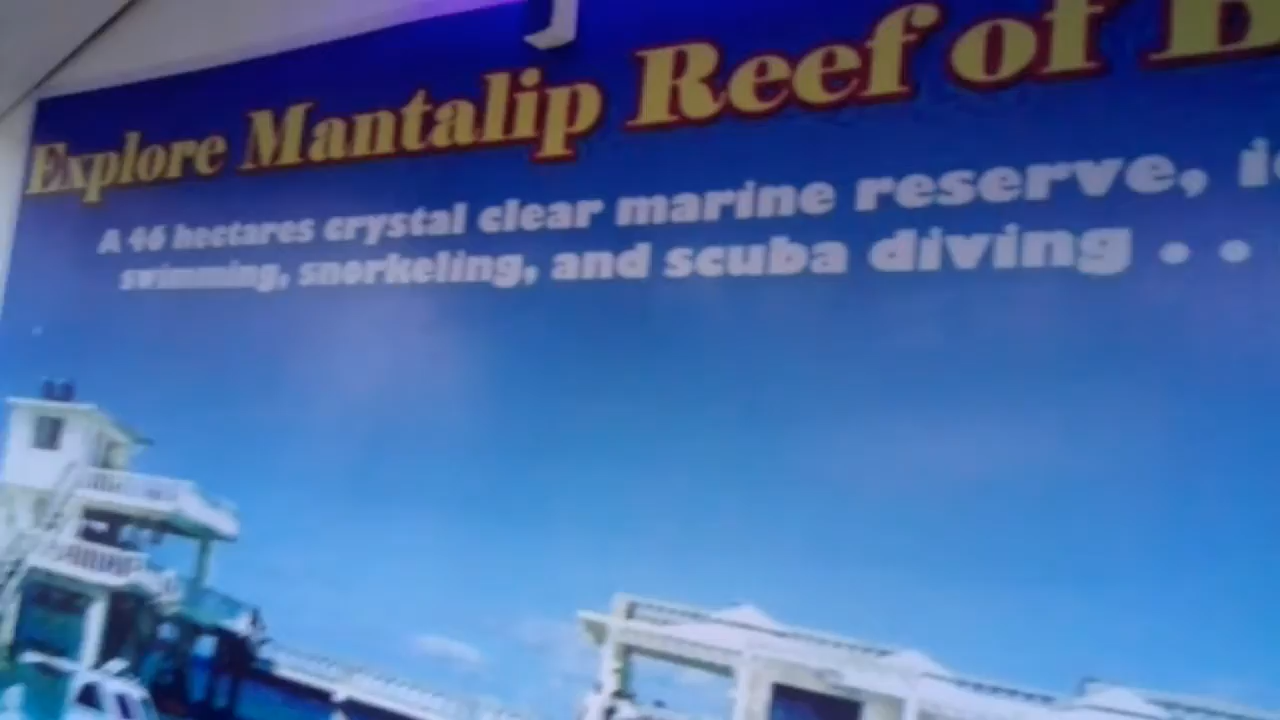 Explore Mantalip Reef of
A 46 hectares crystal clear marine reserve,
swimming, snorkeling, and scuba diving . .